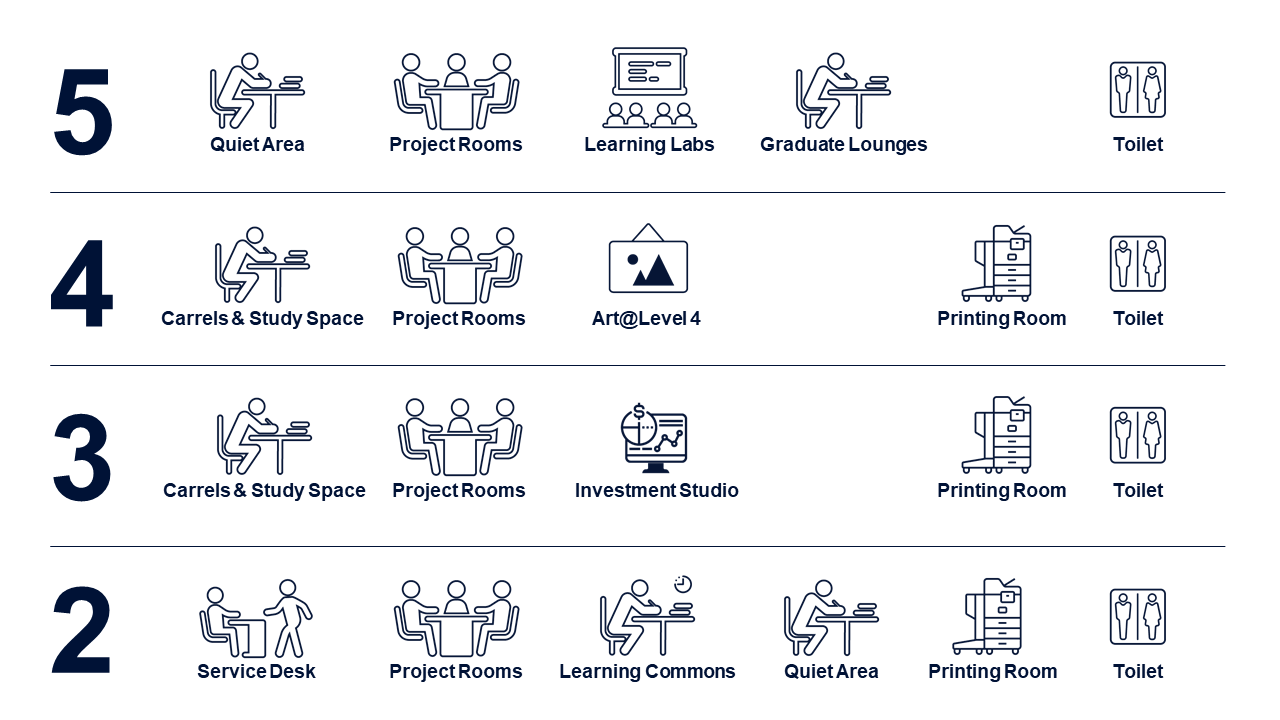 5
Quiet Area
Project Rooms
Learning Labs
Graduate Lounges
Toilet
4
Carrels & Study Space
Project Rooms
Art@Level 4
Printing Room
Toilet
3
Carrels & Study Space
Project Rooms
$
Investment Studio
Printing Room
Toilet
2
Service Desk
Project Rooms
Learning Commons
Quiet Area
Printing Room
Toilet